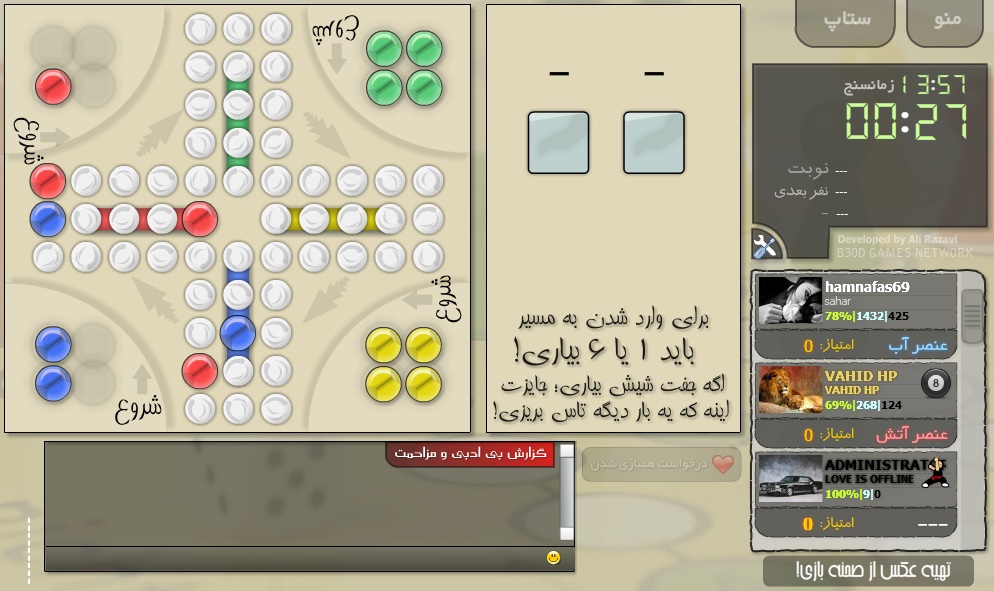 منو
ستاپ
زمانسنج 13:57
00:27
نوبت ---
نفر بعدی ---
- ---
Developed by Ali Razavi
B3OD GAMES NETWORK
hamnafas69
sahar
78%|1432|425
عنصر آب امتیاز: 0
VAHID HP
VAHID HP
8
69%|268|124
عنصر آتش امتیاز: 0
LOVE IS OFFLINE
100%|9|0
--- امتیاز: 0
تهیه عکس از صحنه بازی!
برای وارد شدن به مسیر
باید ۱ یا ۶ بیاری!
اگه جفت شیش بیاری؛ جایزت
اینه که یه بار دیگه تاس بریزی!
شروع
شروع
شروع
شروع
گزارش بی ادبی و مزاحمت
درخواست همیاری شدن